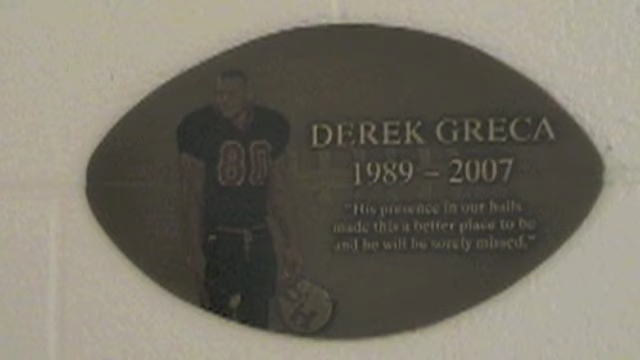 DEREK GRECA
1989 – 2007
"His presence in our halls
made this a better place to be
and he will be sorely missed."
80